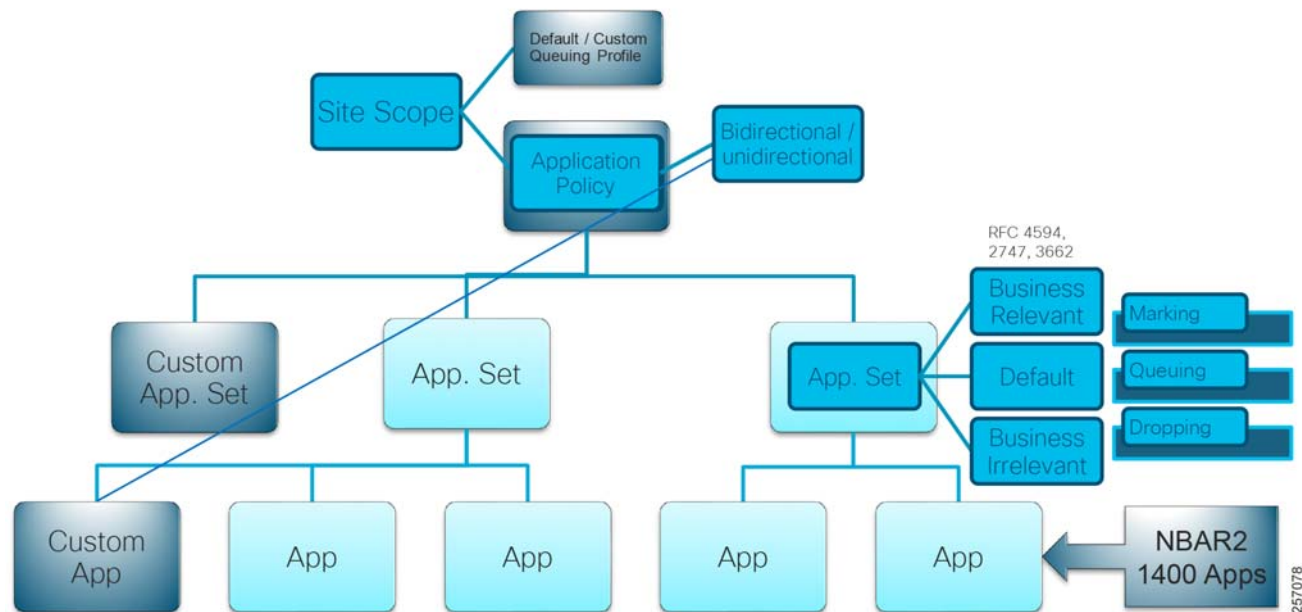 Default / Custom
Queuing Profile
Site Scope
Bidirectional /
unidirectional
Application
Policy
RFC 4594,
2747, 3662
Business
Relevant
Marking
Custom
App. Set
App. Set
App. Set
Default
Queuing
Business
Irrelevant
Dropping
Custom
App
App
App
App
App
NBAR2
1400 Apps
257078